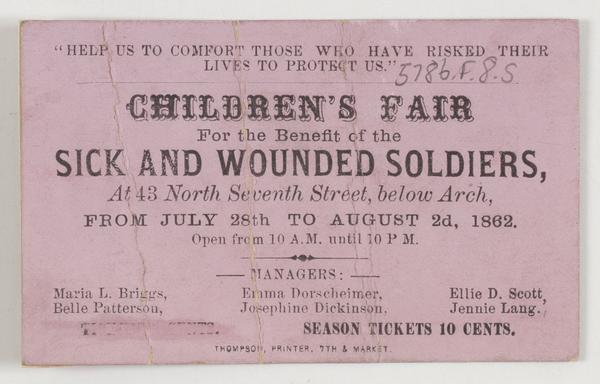 "HELP US TO COMFORT THOSE WHO HAVE RISKED THEIR
LIVES TO PROTECT US."
5786.F.8.S.
CHILDREN'S FAIR
For the Benefit of the
SICK AND WOUNDED SOLDIERS,
At 43 North Seventh Street, below Arch,
FROM JULY 28th TO AUGUST 2d, 1862.
Open from 10 A.M. until 10 P M.
MANAGERS:
Maria L. Briggs, Emma Dorscheimer, Ellie D. Scott,
Belle Patterson, Josephine Dickinson, Jennie Lang.
CENTS. SEASON TICKETS 10 CENTS.
THOMPSON, PRINTER, 7TH & MARKET.